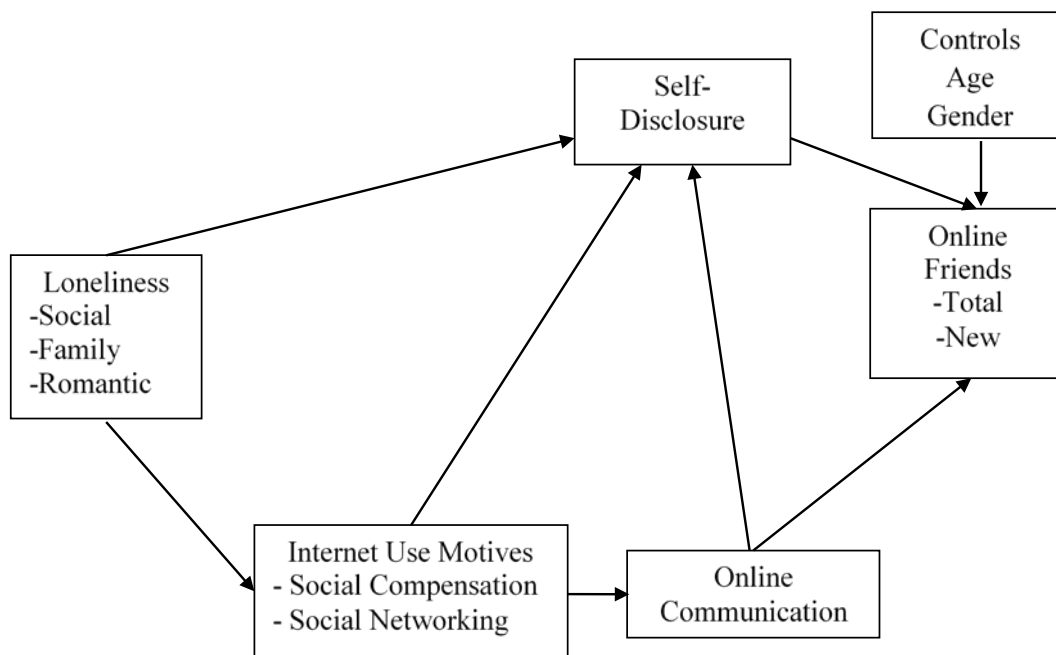 Controls
Age
Gender
Self-
Disclosure
Online
Friends
-Total
-New
Loneliness
-Social
-Family
-Romantic
Internet Use Motives
- Social Compensation
- Social Networking
Online
Communication